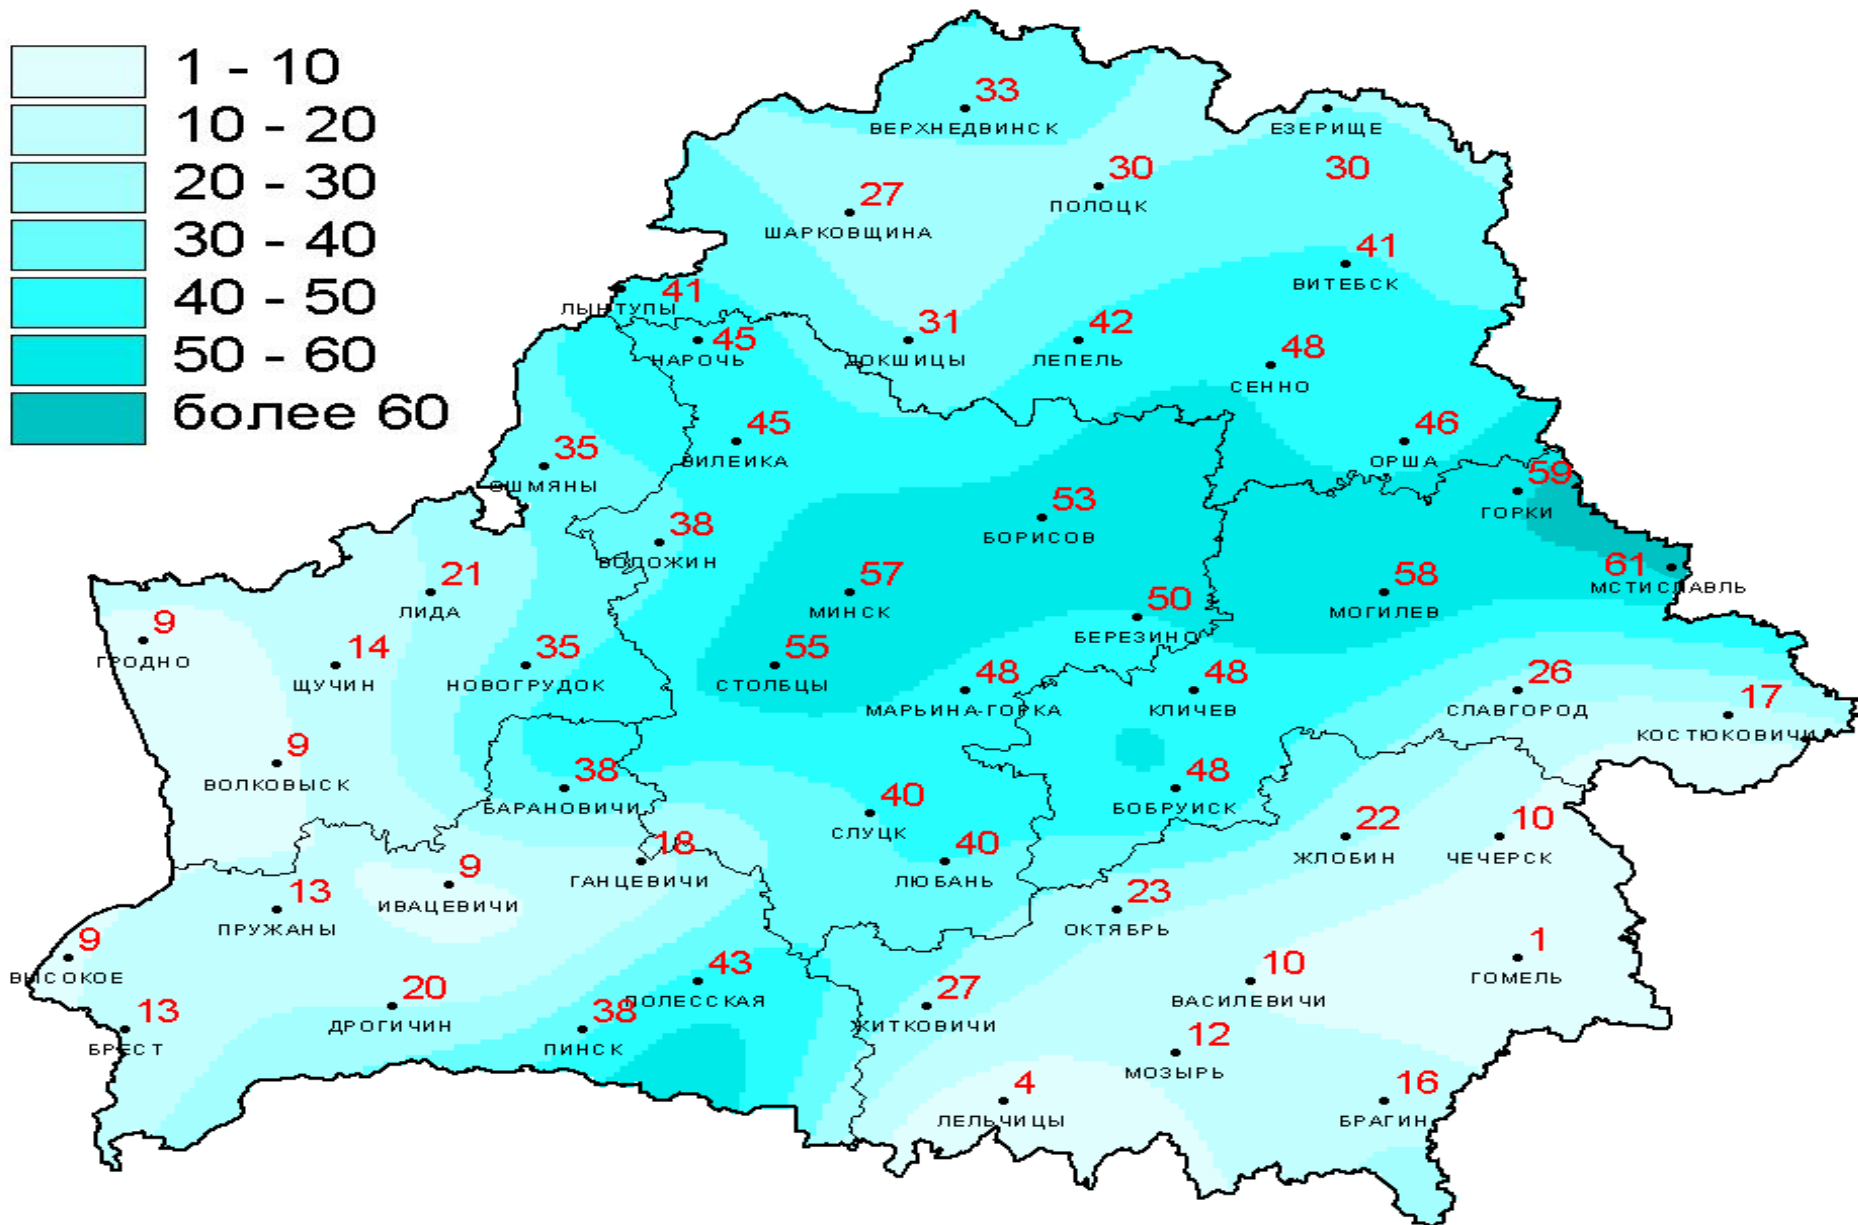 1 - 10
10 - 20
20 - 30
30 - 40
40 - 50
50 - 60
более 60
33
ВЕРХНЕДВИНСК
ЕЗЕРИЩЕ
30
30
ПОЛОЦК
27
ШАРКОВЩИНА
41
ВИТЕБСК
41
ЛЫНТУПЫ
45
НАРОЧЬ
31
ДОКШИЦЫ
42
ЛЕПЕЛЬ
48
СЕННО
45
ВИЛЕЙКА
46
ОРША
35
ОШМЯНЫ
59
ГОРКИ
53
БОРИСОВ
38
ВОЛОЖИН
61
МСТИСЛАВЛЬ
21
ЛИДА
57
МИНСК
58
МОГИЛЕВ
50
БЕРЕЗИНО
9
ГРОДНО
14
ЩУЧИН
35
НОВОГРУДОК
55
СТОЛБЦЫ
48
МАРЬИНА-ГОРКА
48
КЛИЧЕВ
26
СЛАВГОРОД
17
КОСТЮКОВИЧИ
9
ВОЛКОВЫСК
38
БАРАНОВИЧИ
48
БОБРУЙСК
40
СЛУЦК
22
ЖЛОБИН
10
ЧЕЧЕРСК
18
ГАНЦЕВИЧИ
40
ЛЮБАНЬ
9
ИВАЦЕВИЧИ
13
ПРУЖАНЫ
23
ОКТЯБРЬ
9
ВЫСОКОЕ
1
ГОМЕЛЬ
43
ПОЛЕССКАЯ
10
ВАСИЛЕВИЧИ
20
ДРОГИЧИН
27
ЖИТКОВИЧИ
13
БРЕСТ
38
ПИНСК
12
МОЗЫРЬ
4
ЛЕЛЬЧИЦЫ
16
БРАГИН